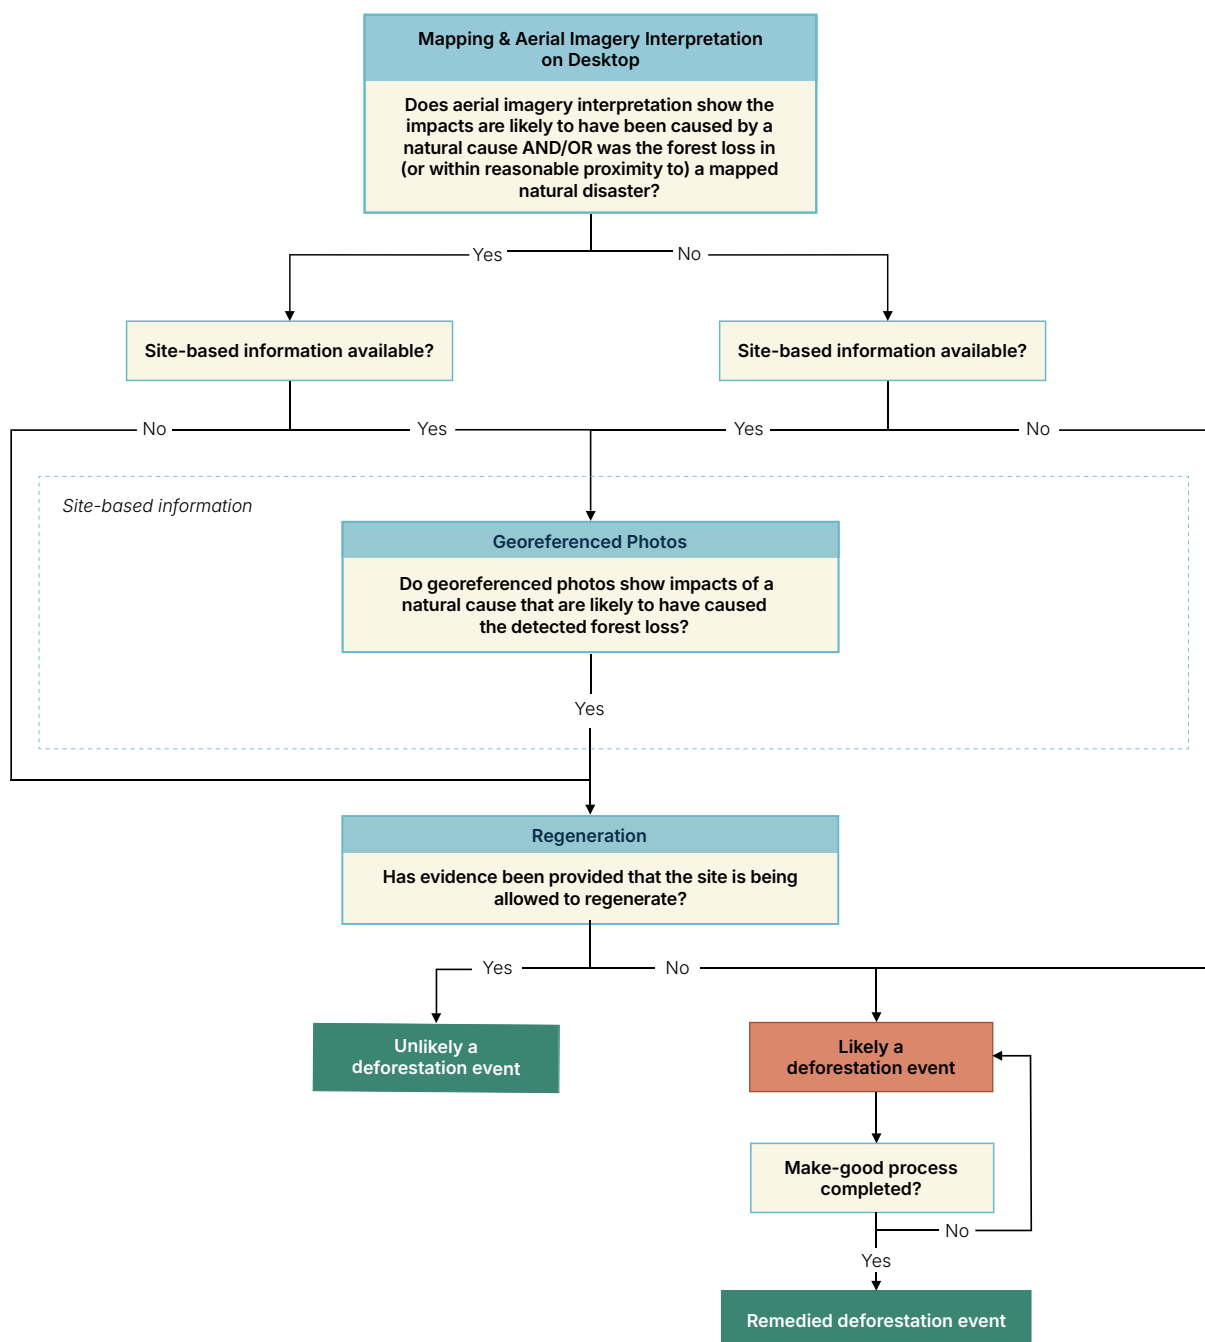 Mapping & Aerial Imagery Interpretation
on Desktop
Does aerial imagery interpretation show the
impacts are likely to have been caused by a
natural cause AND/OR was the forest loss in
(or within reasonable proximity to) a mapped
natural disaster?
Yes
No
Site-based information available?
Site-based information available?
No
Yes
Yes
No
Site-based information
Georeferenced Photos
Do georeferenced photos show impacts of a
natural cause that are likely to have caused
the detected forest loss?
Yes
Regeneration
Has evidence been provided that the site is being
allowed to regenerate?
Yes
No
Unlikely a
deforestation event
Likely a
deforestation event
Make-good process
completed?
No
Yes
Remedied deforestation event